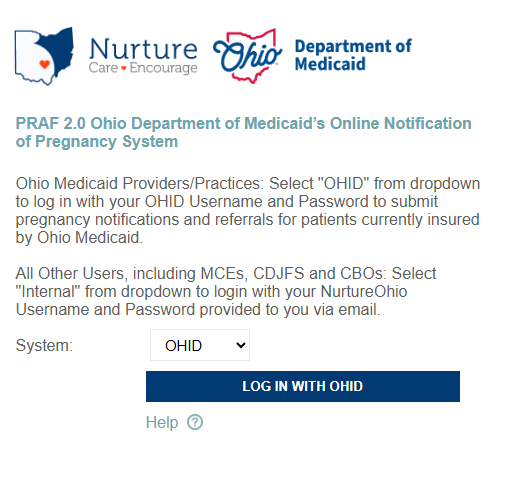 Nurture
Care ♥ Encourage
Ohio
Department of
Medicaid
PRAF 2.0 Ohio Department of Medicaid’s Online Notification
of Pregnancy System
Ohio Medicaid Providers/Practices: Select "OHID" from dropdown
to log in with your OHID Username and Password to submit
pregnancy notifications and referrals for patients currently insured
by Ohio Medicaid.
All Other Users, including MCEs, CDJFS and CBOs: Select
"Internal" from dropdown to login with your NurtureOhio
Username and Password provided to you via email.
System: OHID
LOG IN WITH OHID
Help ?